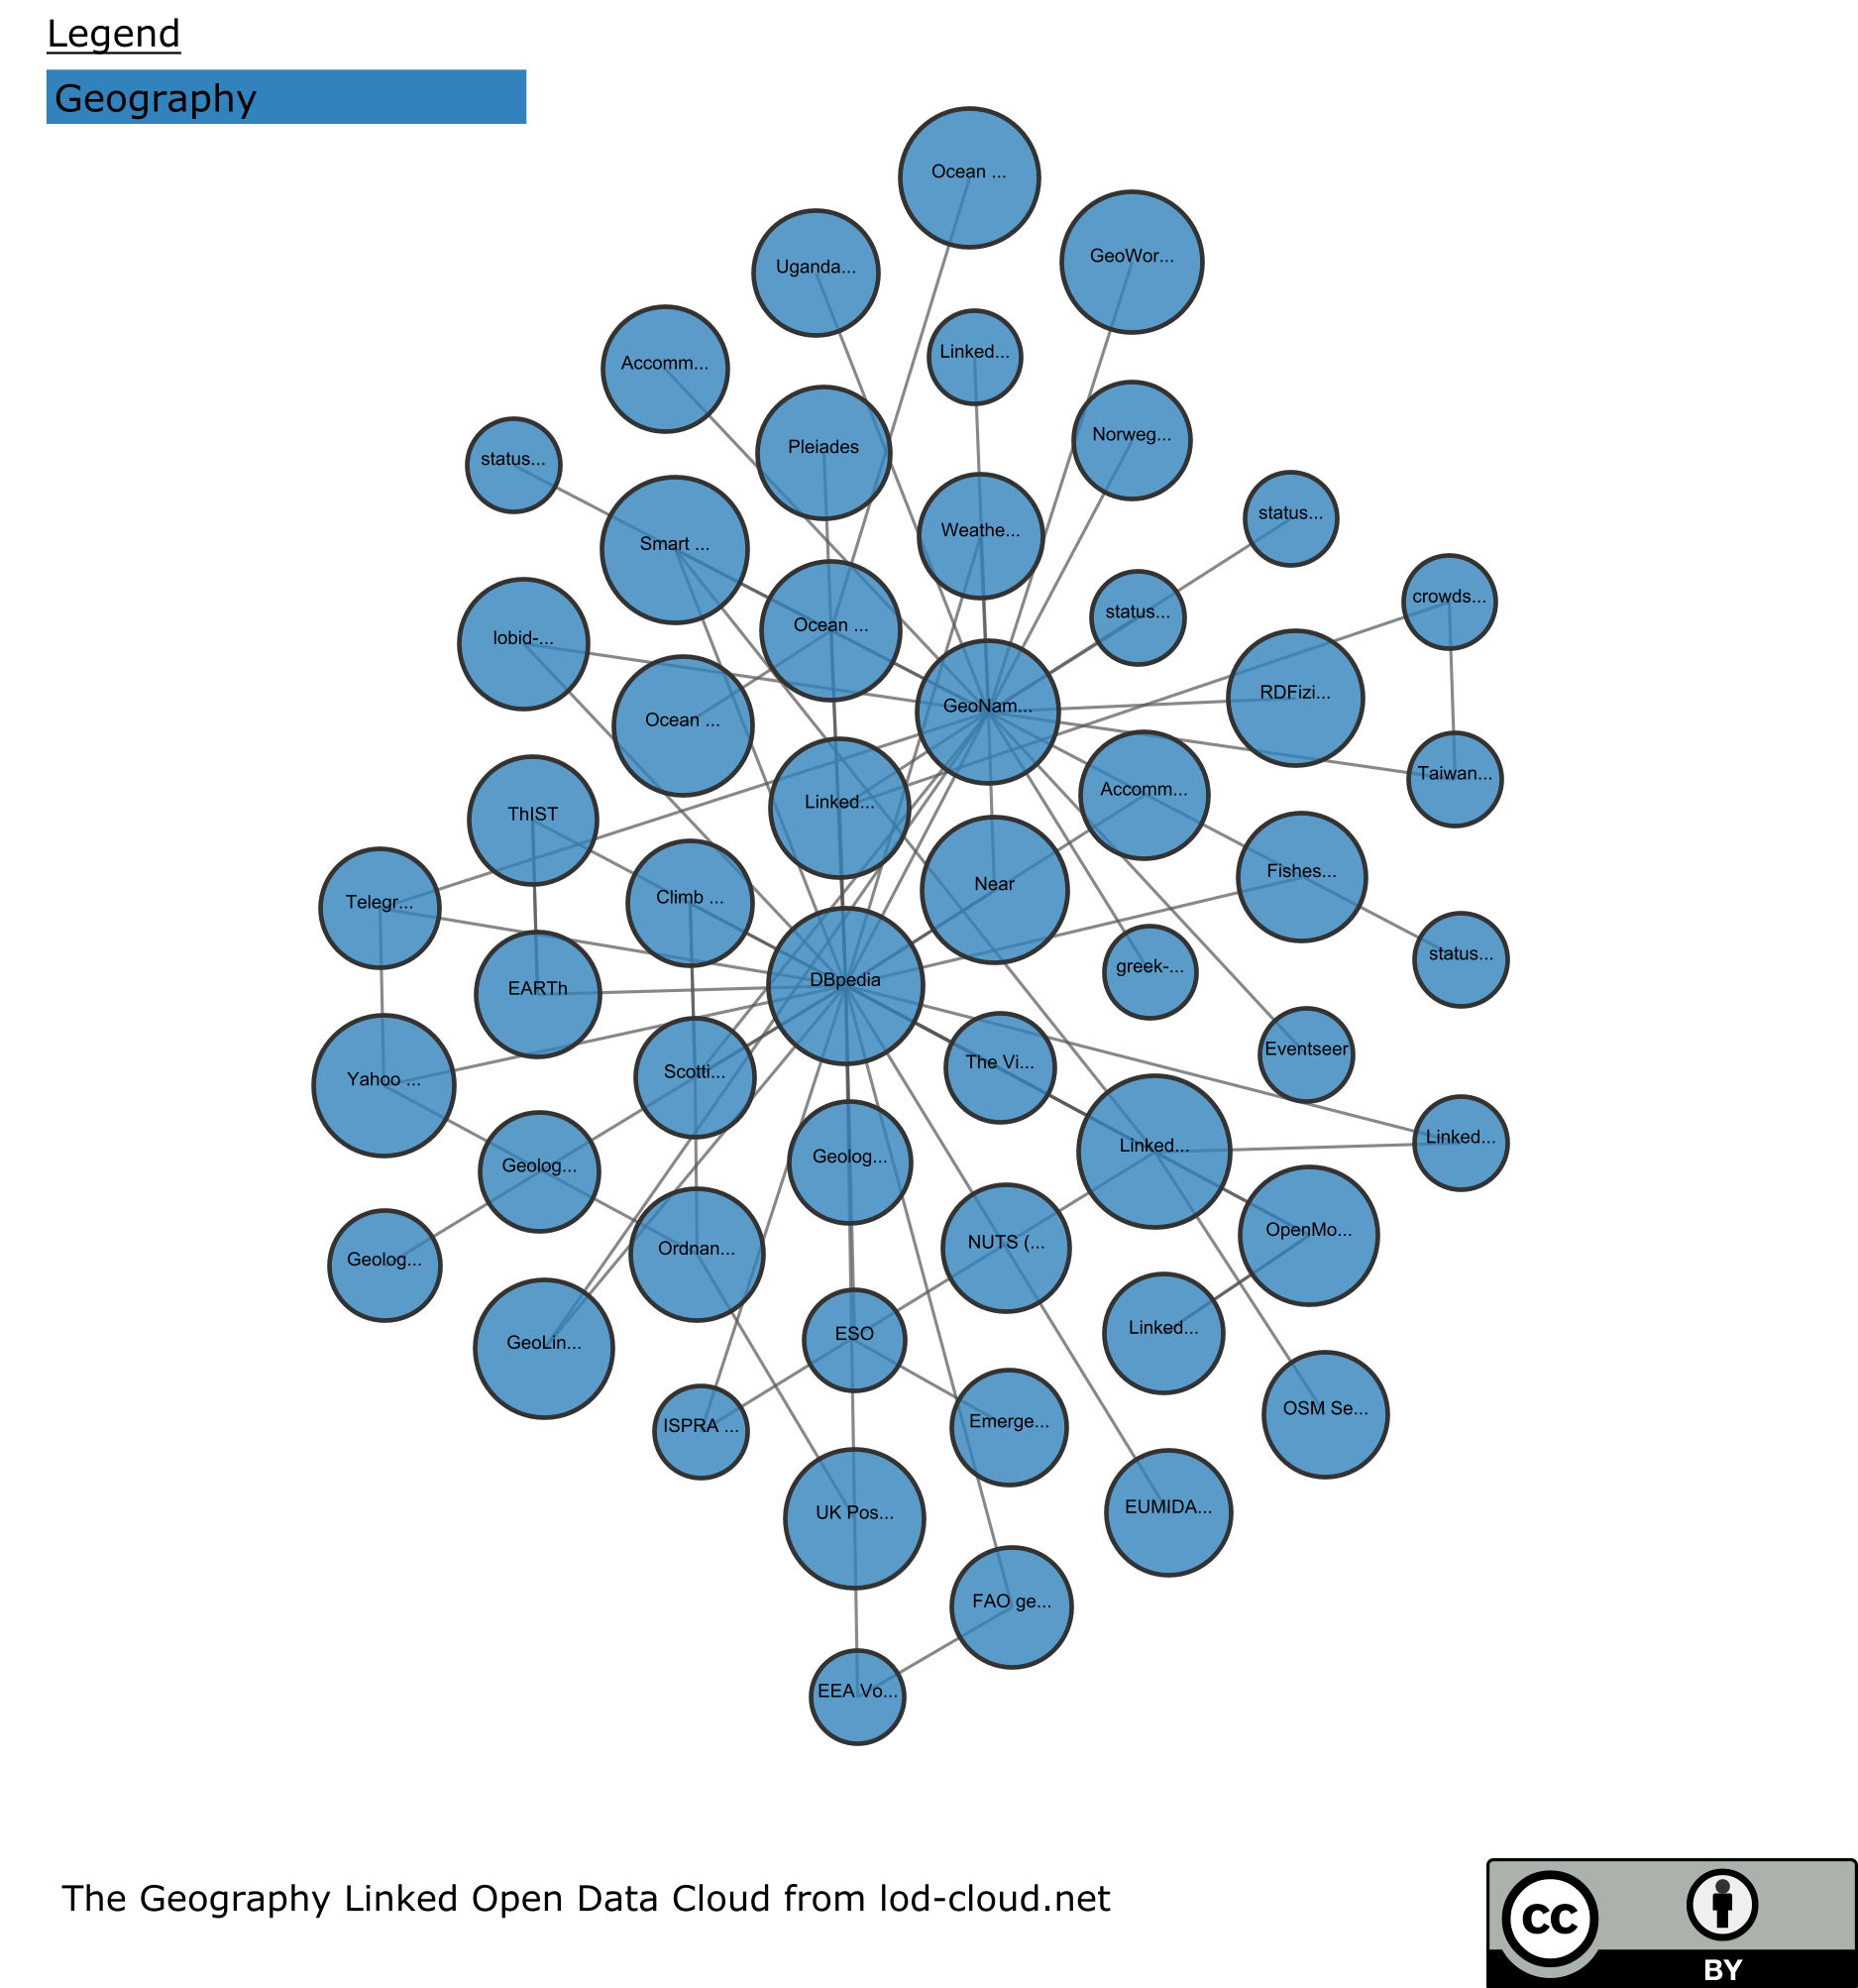 Legend
Geography
Ocean ...
GeoWor...
Uganda...
Linked...
Accomm...
Norweg...
Pleiades
status...
status...
Weathe...
Smart ...
crowds...
status...
Ocean ...
lobid-...
RDFizi...
GeoNam...
Ocean ...
Taiwan...
Accomm...
Linked...
ThIST
Fishes...
Near
Climb ...
Telegr...
status...
greek-...
DBpedia
EARTh
Eventseer
The Vi...
Scotti...
Yahoo ...
Linked...
Linked...
Geolog...
Geolog...
OpenMo...
NUTS (...
Ordnan...
Geolog...
Linked...
ESO
GeoLin...
OSM Se...
Emerge...
ISPRA ...
EUMIDA...
UK Pos...
FAO ge...
EEA Vo...
The Geography Linked Open Data Cloud from lod-cloud.net
cc
BY